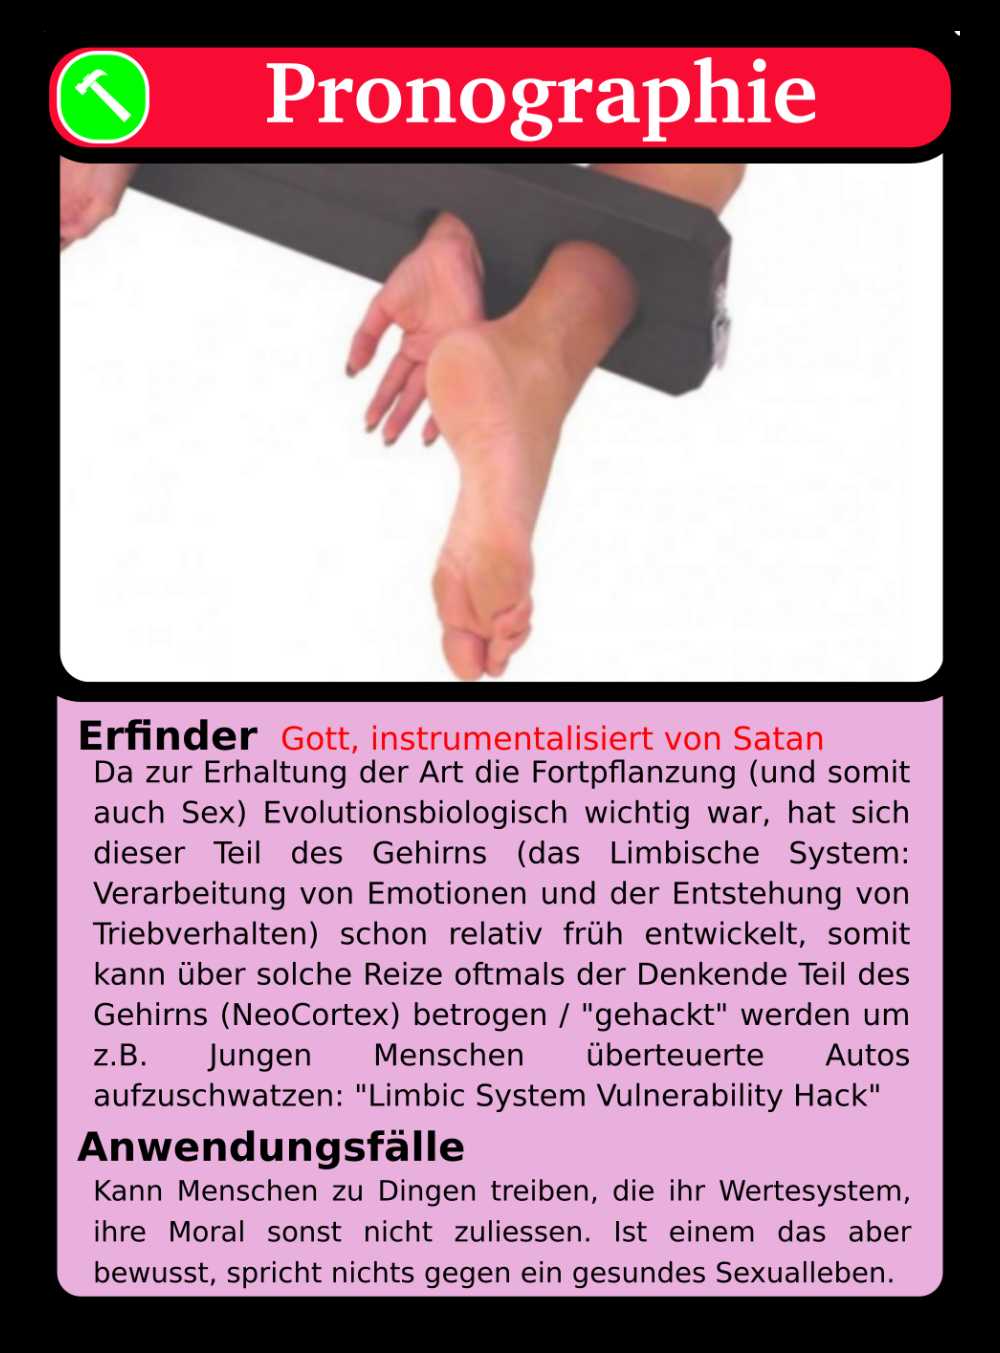 Pronographie
Erfinder Gott, instrumentalisiert von Satan
Da zur Erhaltung der Art die Fortpflanzung (und somit
auch Sex) Evolutionsbiologisch wichtig war, hat sich
dieser Teil des Gehirns (das Limbische System:
Verarbeitung von Emotionen und der Entstehung von
Triebverhalten) schon relativ früh entwickelt, somit
kann über solche Reize oftmals der Denkende Teil des
Gehirns (NeoCortex) betrogen / "gehackt" werden um
z.B. Jungen Menschen überteuerte Autos
aufzuschwatzen: "Limbic System Vulnerability Hack"
Anwendungsfälle
Kann Menschen zu Dingen treiben, die ihr Wertesystem,
ihre Moral sonst nicht zuliessen. Ist einem das aber
bewusst, spricht nichts gegen ein gesundes Sexualleben.